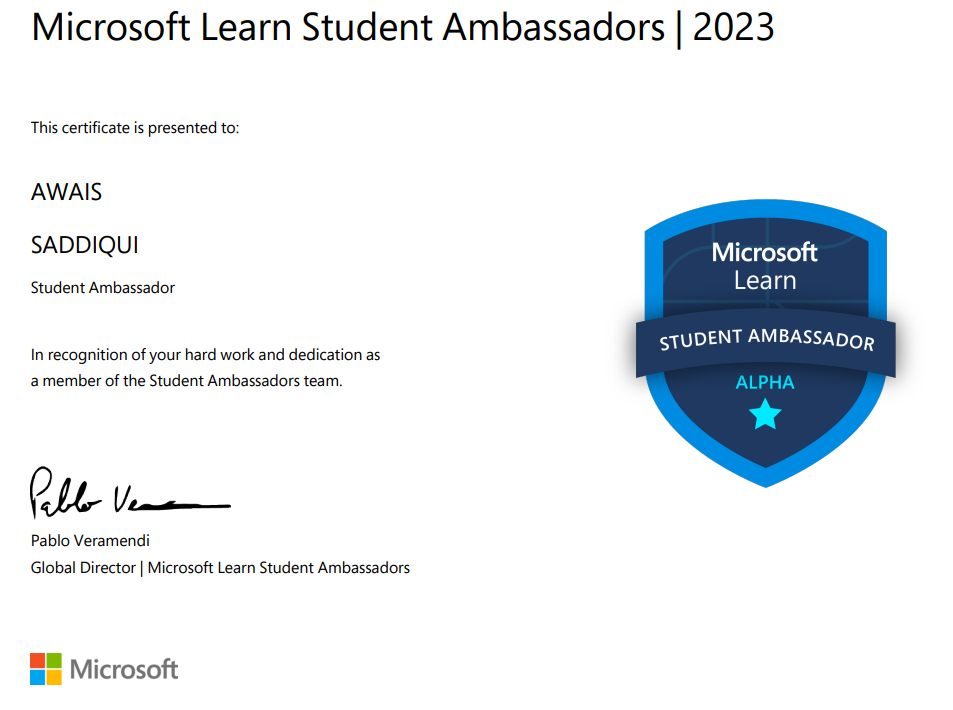 Microsoft Learn Student Ambassadors | 2023
This certificate is presented to:
AWAIS
SADDIQUI
Student Ambassador
In recognition of your hard work and dedication as
a member of the Student Ambassadors team.
Microsoft
Learn
STUDENT AMBASSADOR
ALPHA
Pablo Veramendi
Global Director | Microsoft Learn Student Ambassadors
Microsoft